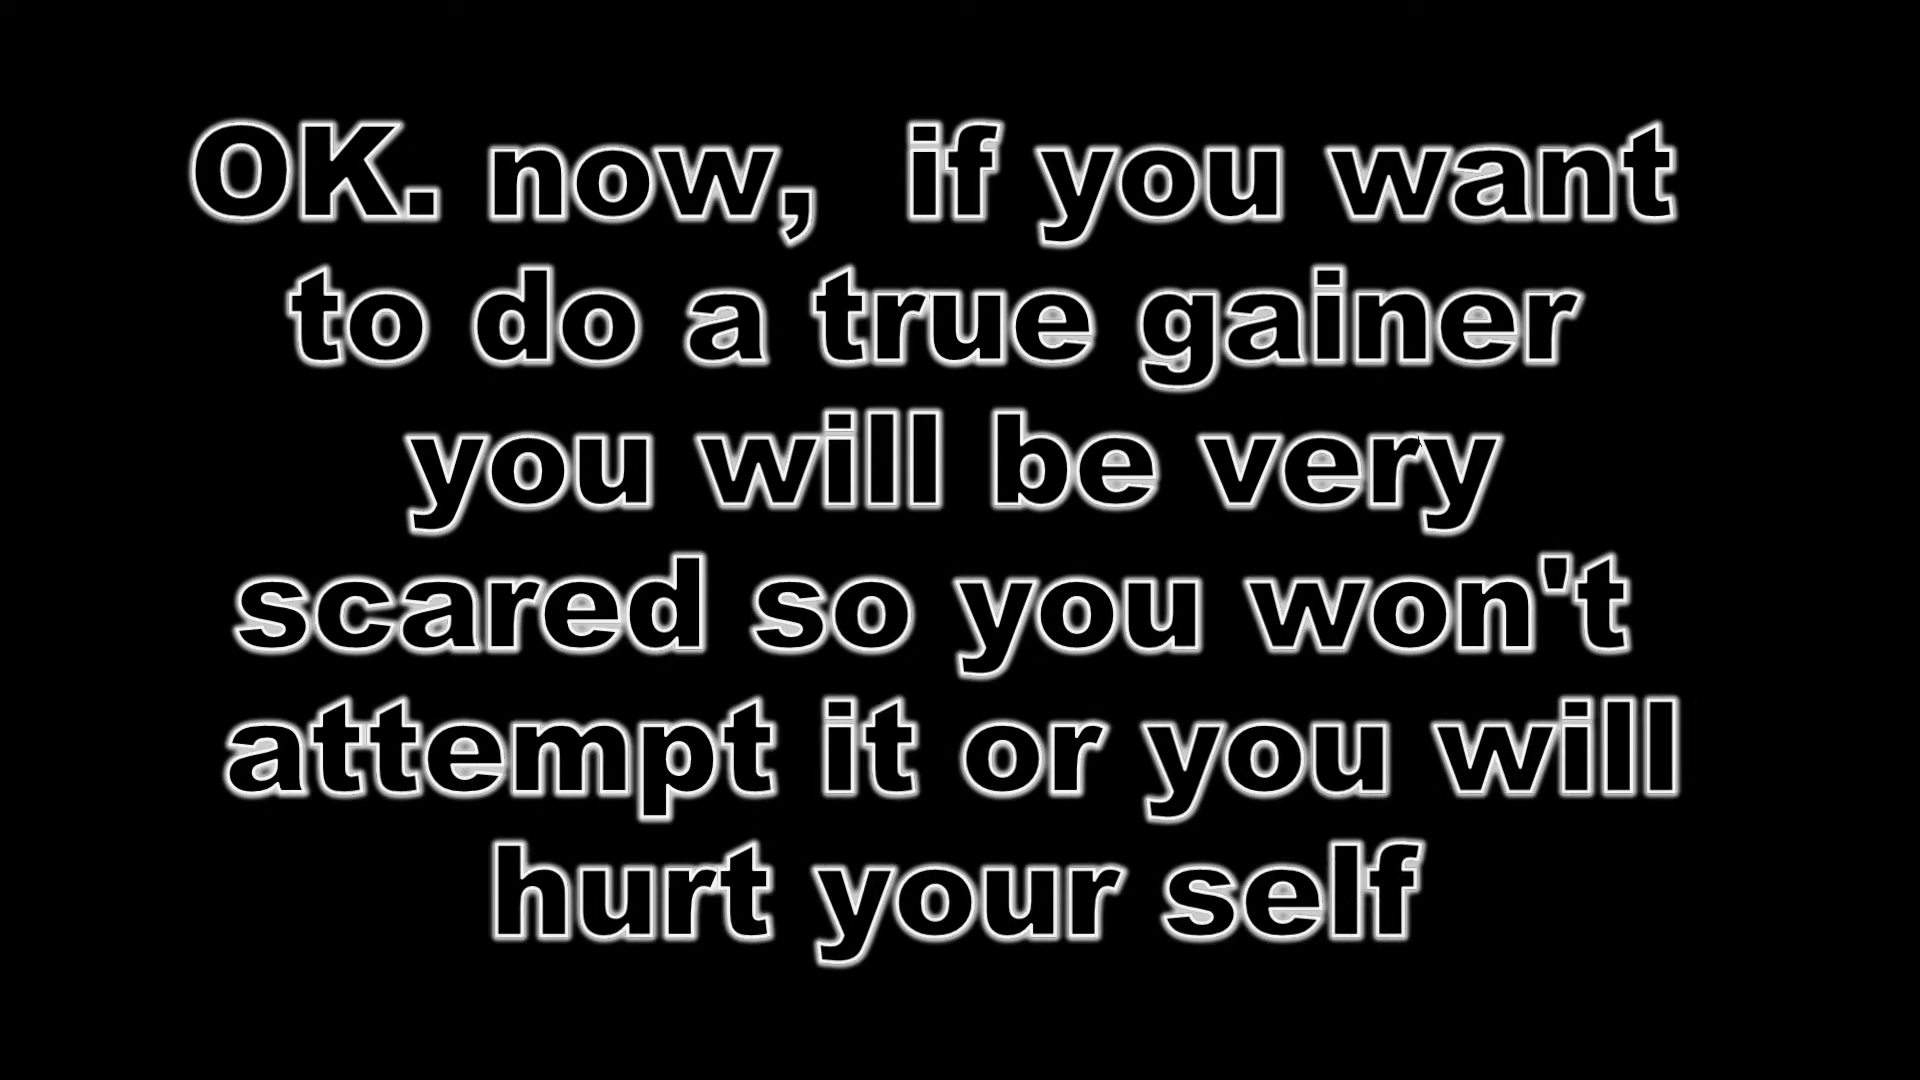 OK. now,  if you want
to do a true gainer
you will be very
scared so you won't
attempt it or you will
hurt your self